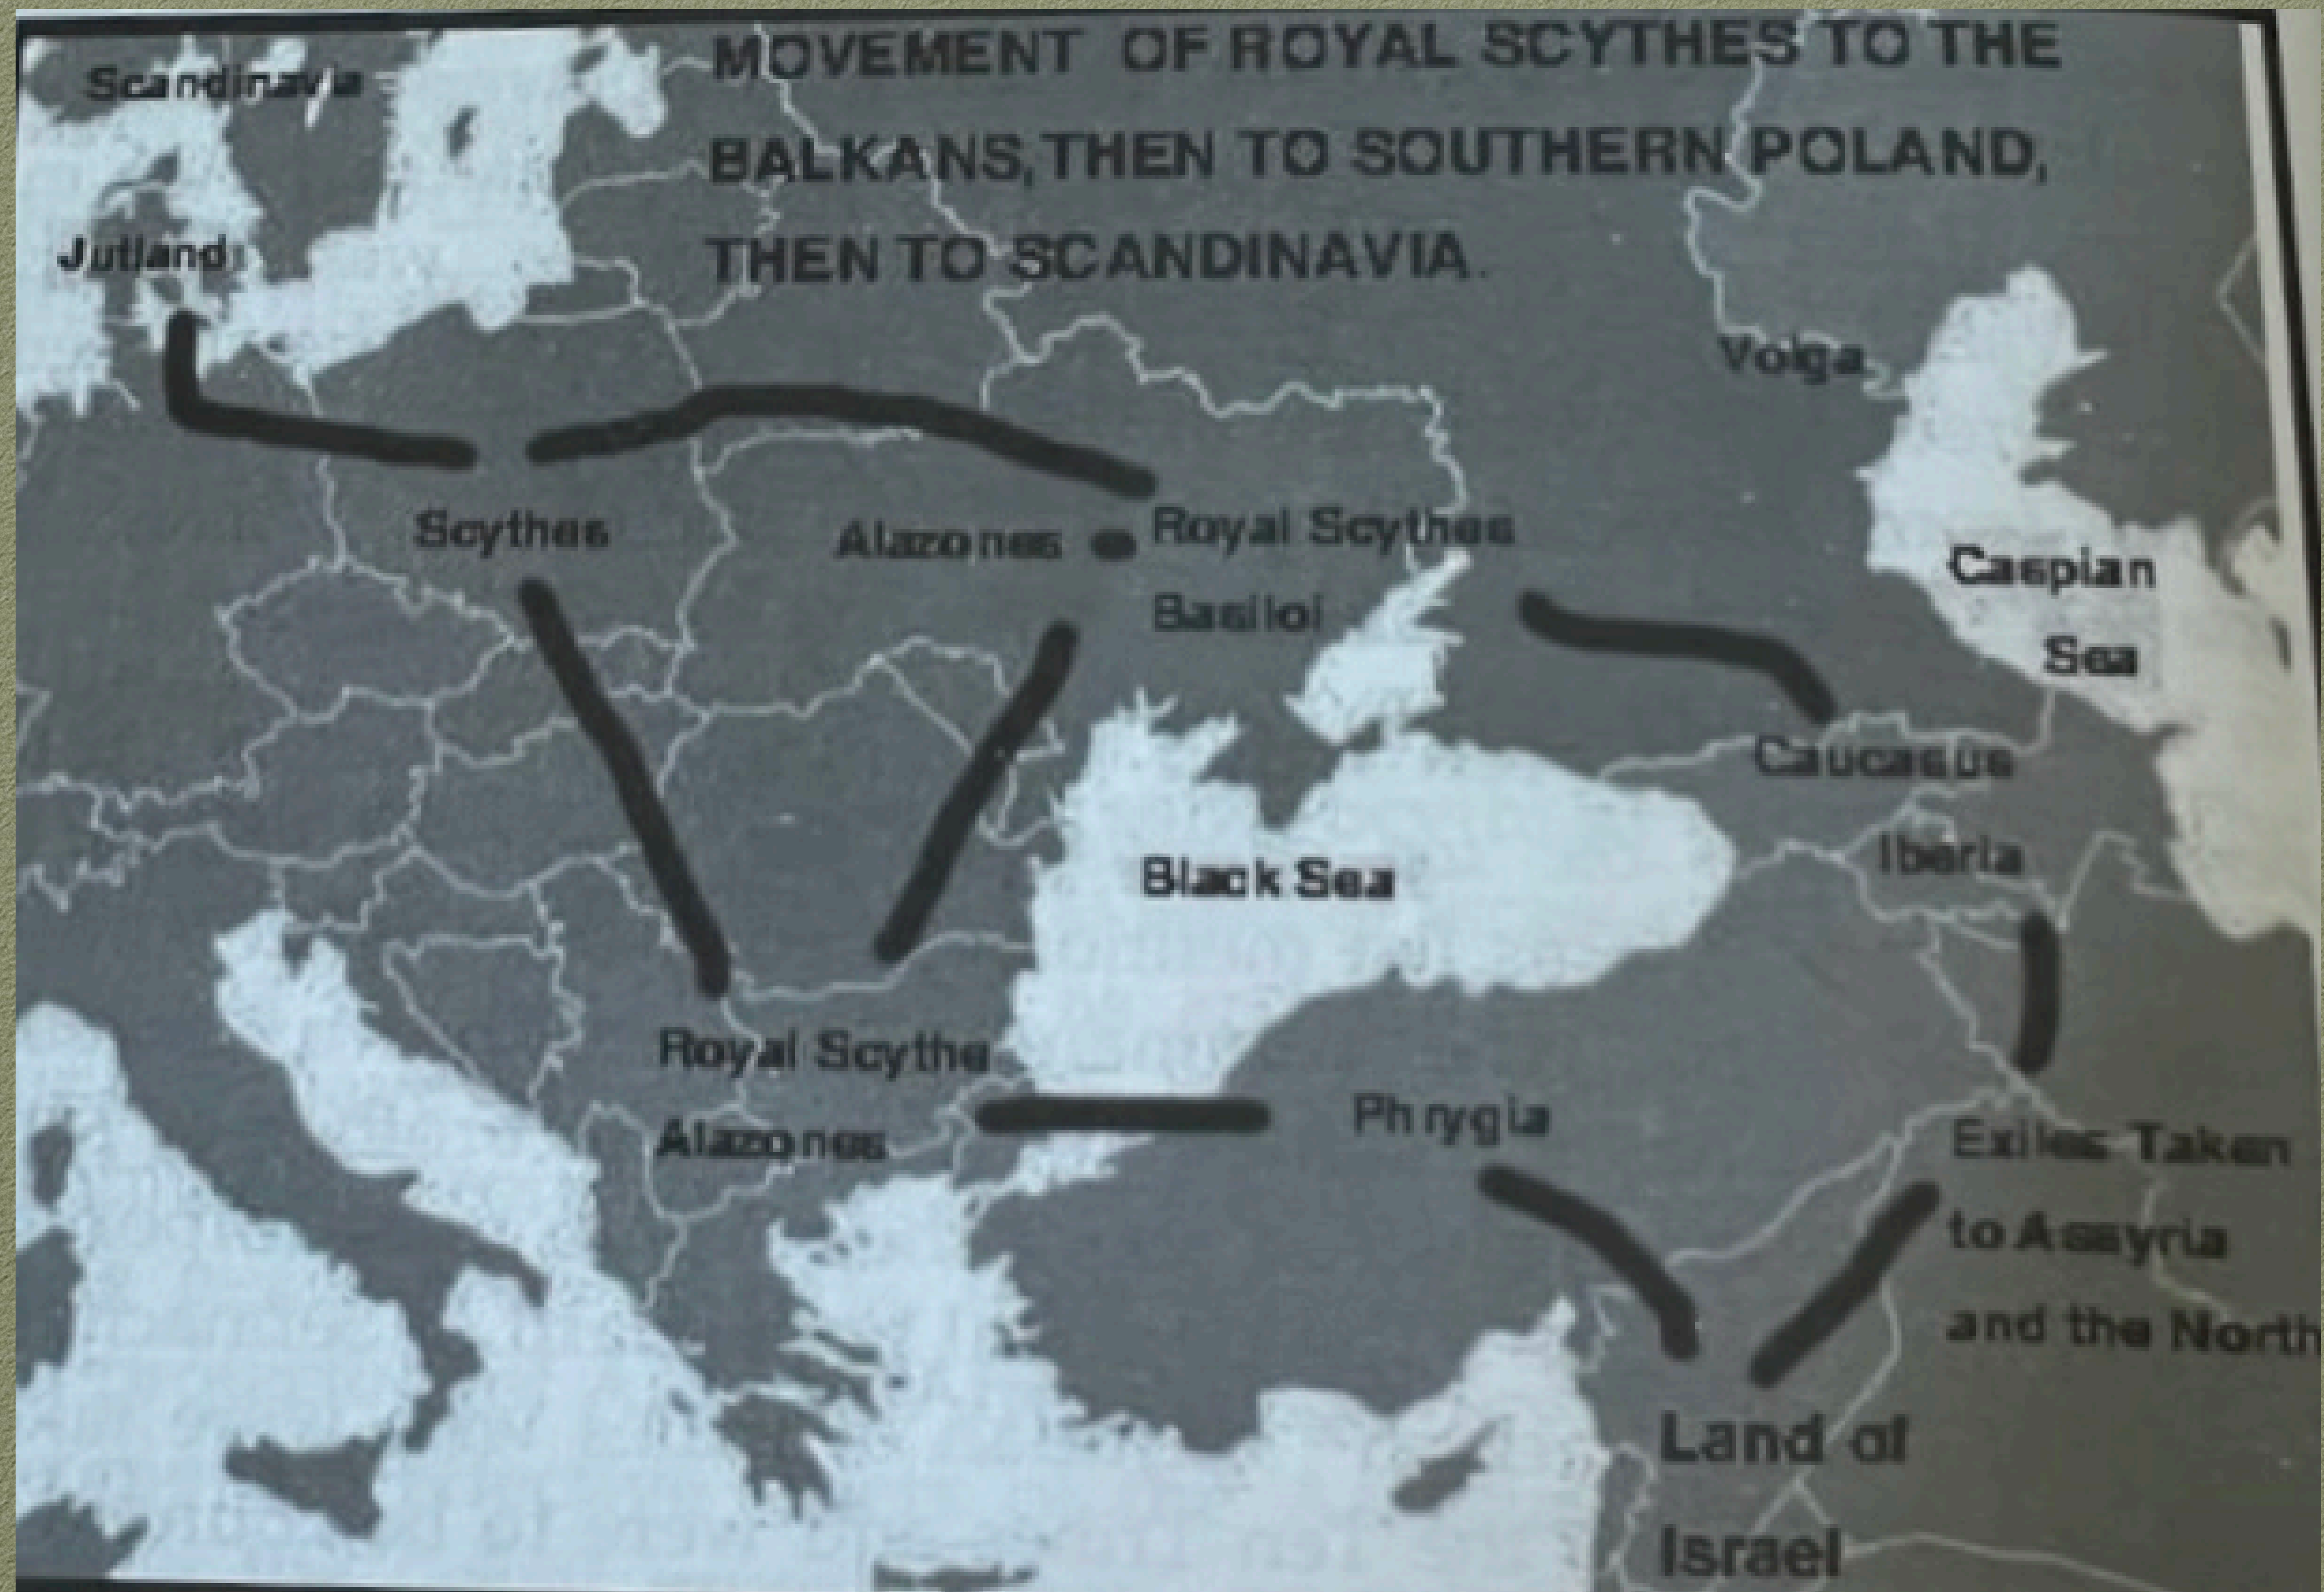 MOVEMENT OF ROYAL SCYTHES TO THE
BALKANS, THEN TO SOUTHERN POLAND,
THEN TO SCANDINAVIA.
Scandinavia
Jutland
Volga
Scythes
Alazones
Royal Scythes
Basiloi
Caspian
Sea
Caucasus
Iberia
Black Sea
Royal Scythe
Alazones
Phrygia
Exiles Taken
to Assyria
and the North
Land of
Israel